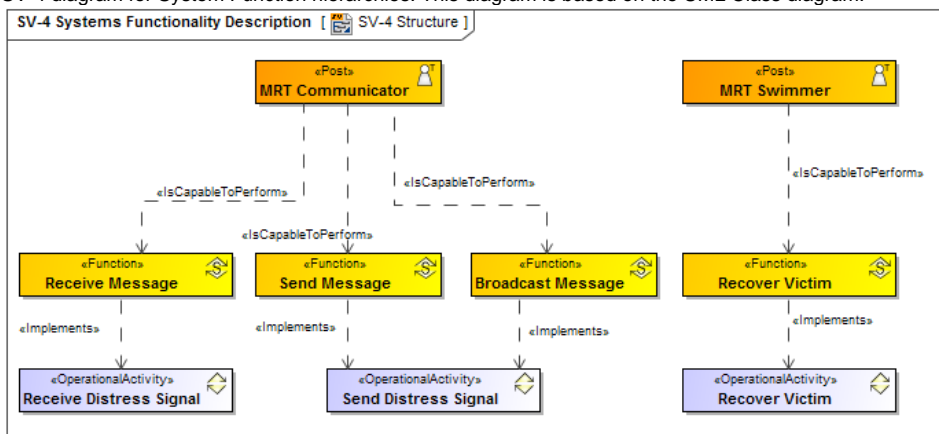 SV-4 diagram for System Function hierarchies. This diagram is based on the UML Class diagram.
SV-4 Systems Functionality Description [ SV-4 Structure ]
«Post»
MRT Communicator
«Post»
MRT Swimmer
«IsCapableToPerform»
«IsCapableToPerform»
«IsCapableToPerform»
«IsCapableToPerform»
«Function»
Receive Message
«Function»
Send Message
«Function»
Broadcast Message
«Function»
Recover Victim
«Implements»
«Implements»
«Implements»
«Implements»
«OperationalActivity»
Receive Distress Signal
«OperationalActivity»
Send Distress Signal
«OperationalActivity»
Recover Victim